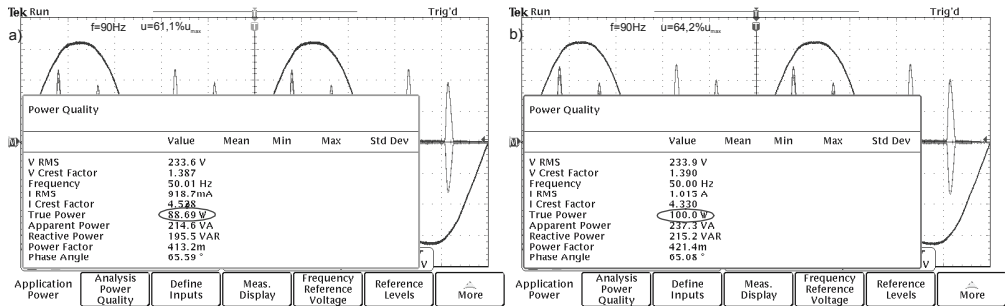 Tek Run Trig'd
a) f=90Hz u=61,1%umax
Power Quality
Value Mean Min Max Std Dev
V RMS 233.6 V
V Crest Factor 1.387
Frequency 50.01 Hz
I RMS 918.7mA
I Crest Factor 4.528
True Power 88.69 W
Apparent Power 214.6 VA
Reactive Power 195.5 VAR
Power Factor 413.2m
Phase Angle 65.59 °
V
Application Power
Analysis Power Quality
Define Inputs
Meas. Display
Frequency Reference Voltage
Reference Levels
More
Tek Run Trig'd
b) f=90Hz u=64,2%umax
Power Quality
Value Mean Min Max Std Dev
V RMS 233.9 V
V Crest Factor 1.390
Frequency 50.00 Hz
I RMS 1.015 A
I Crest Factor 4.330
True Power 100.0 W
Apparent Power 237.3 VA
Reactive Power 215.2 VAR
Power Factor 421.4m
Phase Angle 65.08 °
V
Application Power
Analysis Power Quality
Define Inputs
Meas. Display
Frequency Reference Voltage
Reference Levels
More